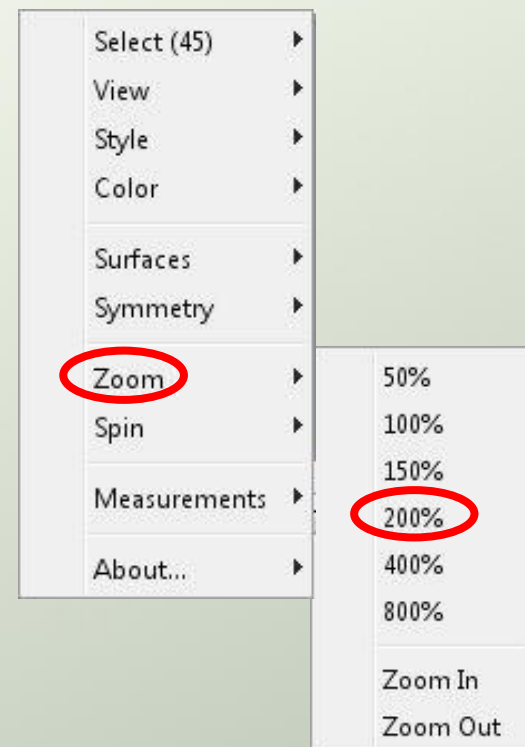 Select (45)
View
Style
Color
Surfaces
Symmetry
Zoom
Spin
Measurements
About...
50%
100%
150%
200%
400%
800%
Zoom In
Zoom Out